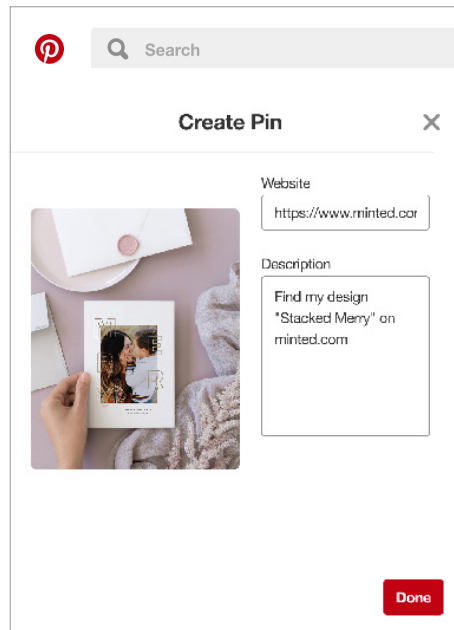 Search
Create Pin
Website
https://www.minted.cor
Description
Find my design
"Stacked Merry" on
minted.com
Done